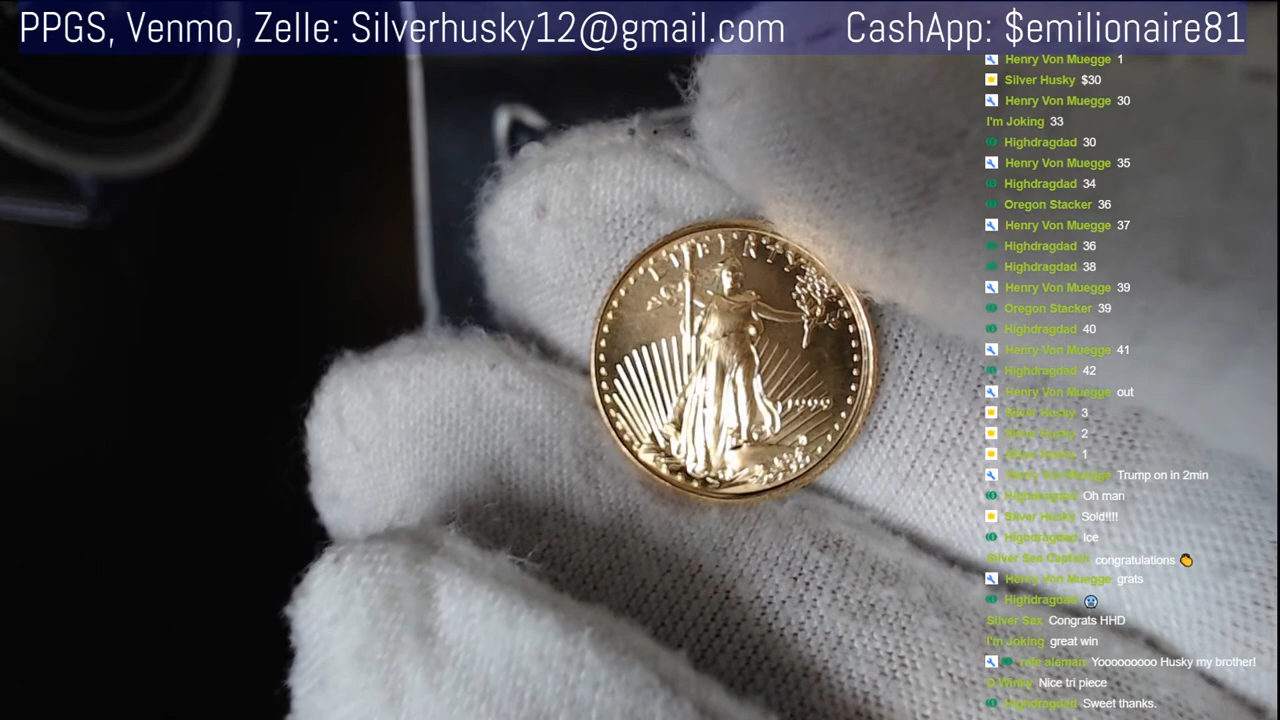 PPGS, Venmo, Zelle: Silverhusky12@gmail.com CashApp: $emilionaire81
Henry Von Muegge 1
Silver Husky $30
Henry Von Muegge 30
I'm Joking 33
Highdragdad 30
Henry Von Muegge 35
Highdragdad 34
Oregon Stacker 36
Henry Von Muegge 37
Highdragdad 36
Highdragdad 38
Henry Von Muegge 39
Oregon Stacker 39
Highdragdad 40
Henry Von Muegge 41
Highdragdad 42
Henry Von Muegge out
Silver Husky 3
Silver Husky 2
Silver Husky 1
Henry Von Muegge Trump on in 2min
Highdragdad Oh man
Silver Husky Sold!!!!
Highdragdad Ice
Silver Sea Captain congratulations
Henry Von Muegge grats
Highdragdad
Silver Sax Congrats HHD
I'm Joking great win
rafe aleman Yooooooooo Husky my brother!
D Winky Nice tri piece
Highdragdad Sweet thanks.
LIBERTY
1999